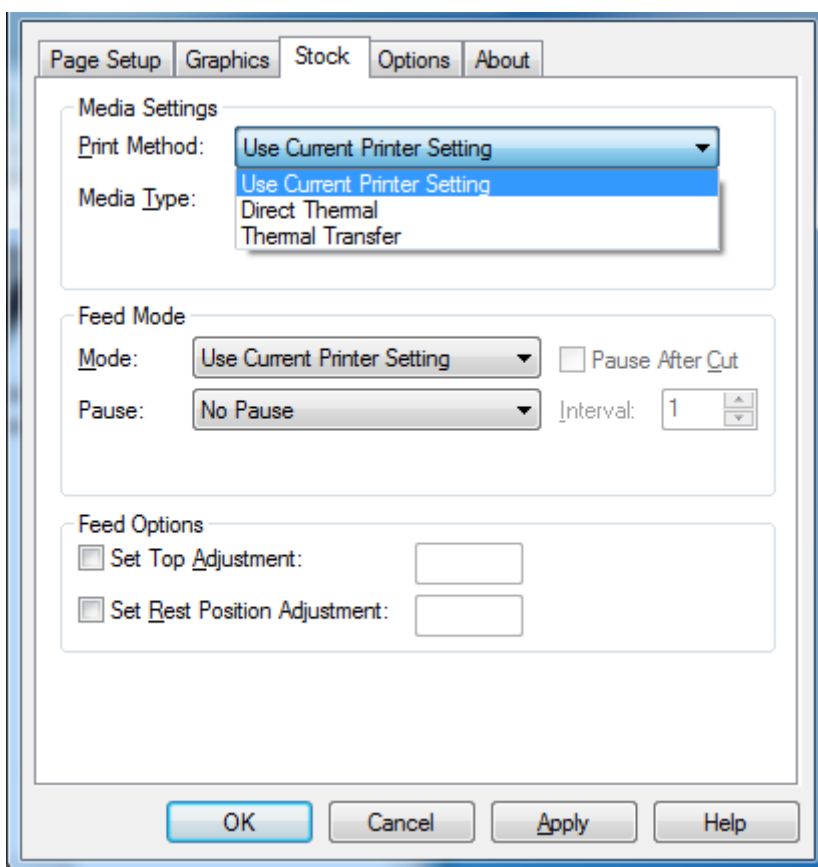 Page Setup Graphics Stock Options About
Media Settings
Print Method: Use Current Printer Setting
Use Current Printer Setting
Media Type:
Direct Thermal
Thermal Transfer
Feed Mode
Mode: Use Current Printer Setting Pause After Cut
Pause: No Pause Interval: 1
Feed Options
Set Top Adjustment:
Set Rest Position Adjustment:
OK Cancel Apply Help